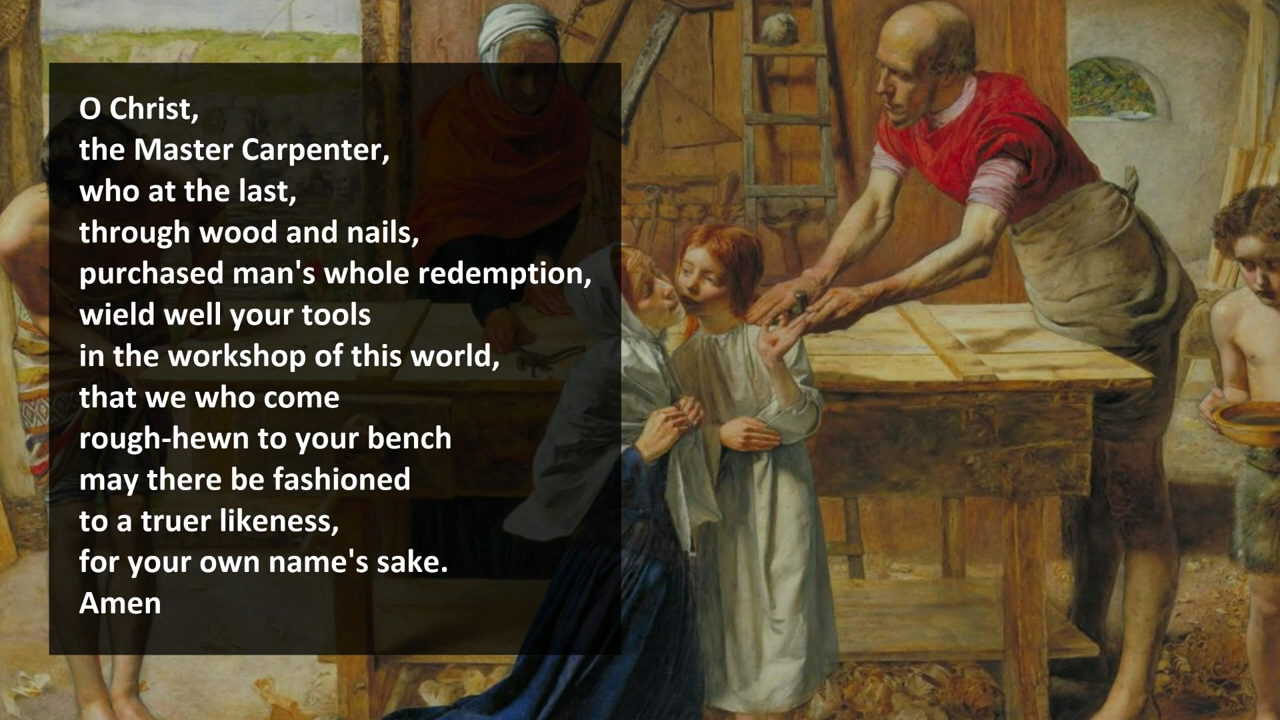 O Christ,
the Master Carpenter,
who at the last,
through wood and nails,
purchased man's whole redemption,
wield well your tools
in the workshop of this world,
that we who come
rough-hewn to your bench
may there be fashioned
to a truer likeness,
for your own name's sake.
Amen